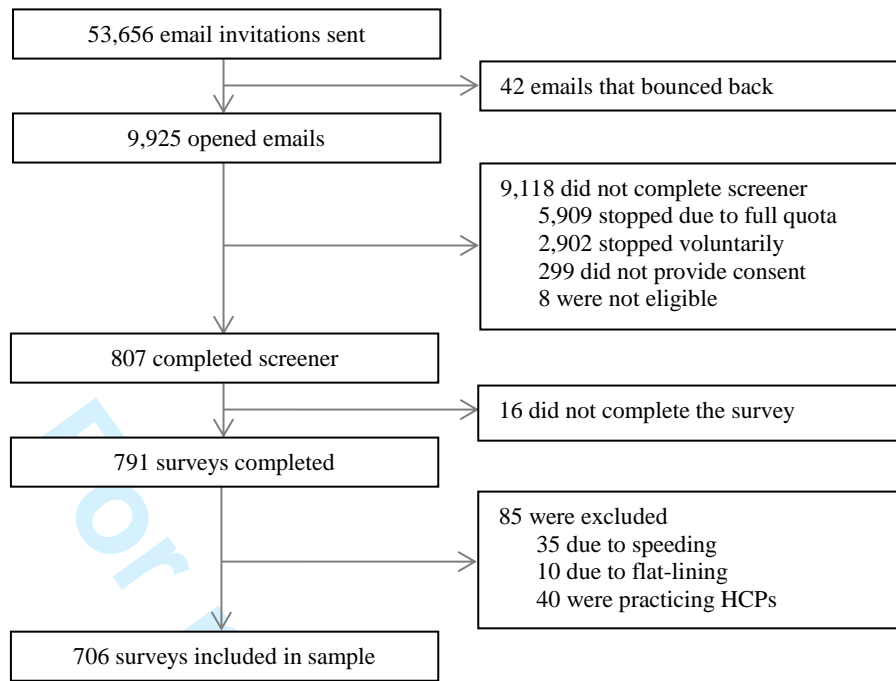 53,656 email invitations sent
42 emails that bounced back
9,925 opened emails
9,118 did not complete screener
5,909 stopped due to full quota
2,902 stopped voluntarily
299 did not provide consent
8 were not eligible
807 completed screener
16 did not complete the survey
791 surveys completed
85 were excluded
35 due to speeding
10 due to flat-lining
40 were practicing HCPs
706 surveys included in sample
For